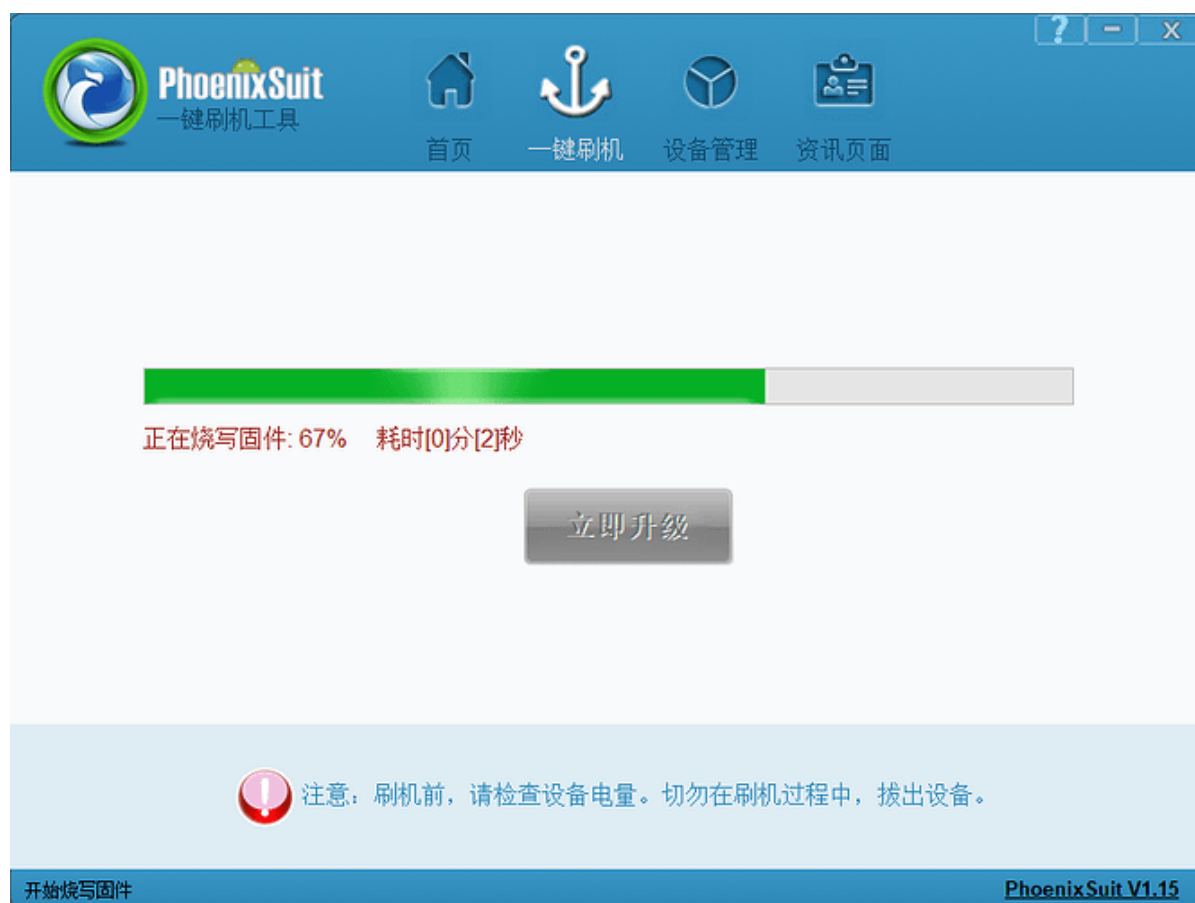 PhoenixSuit
一键刷机工具
首页 一键刷机 设备管理 资讯页面
正在烧写固件: 67% 耗时[0]分[2]秒
立即升级
注意：刷机前，请检查设备电量。切勿在刷机过程中，拔出设备。
开始烧写固件 PhoenixSuit V1.15